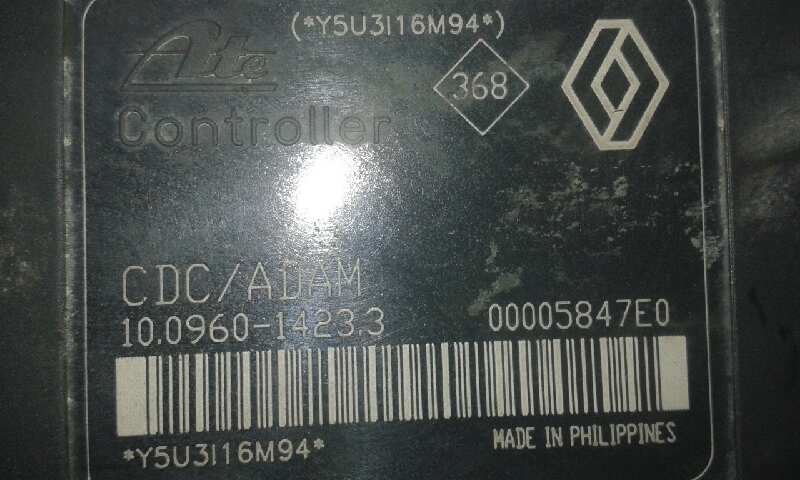 (*Y5U3I16M94*)
Ate
368
Controller
CDC/ADAM
10.0960-1423.3 00005847E0
*Y5U3I16M94*
MADE IN PHILIPPINES